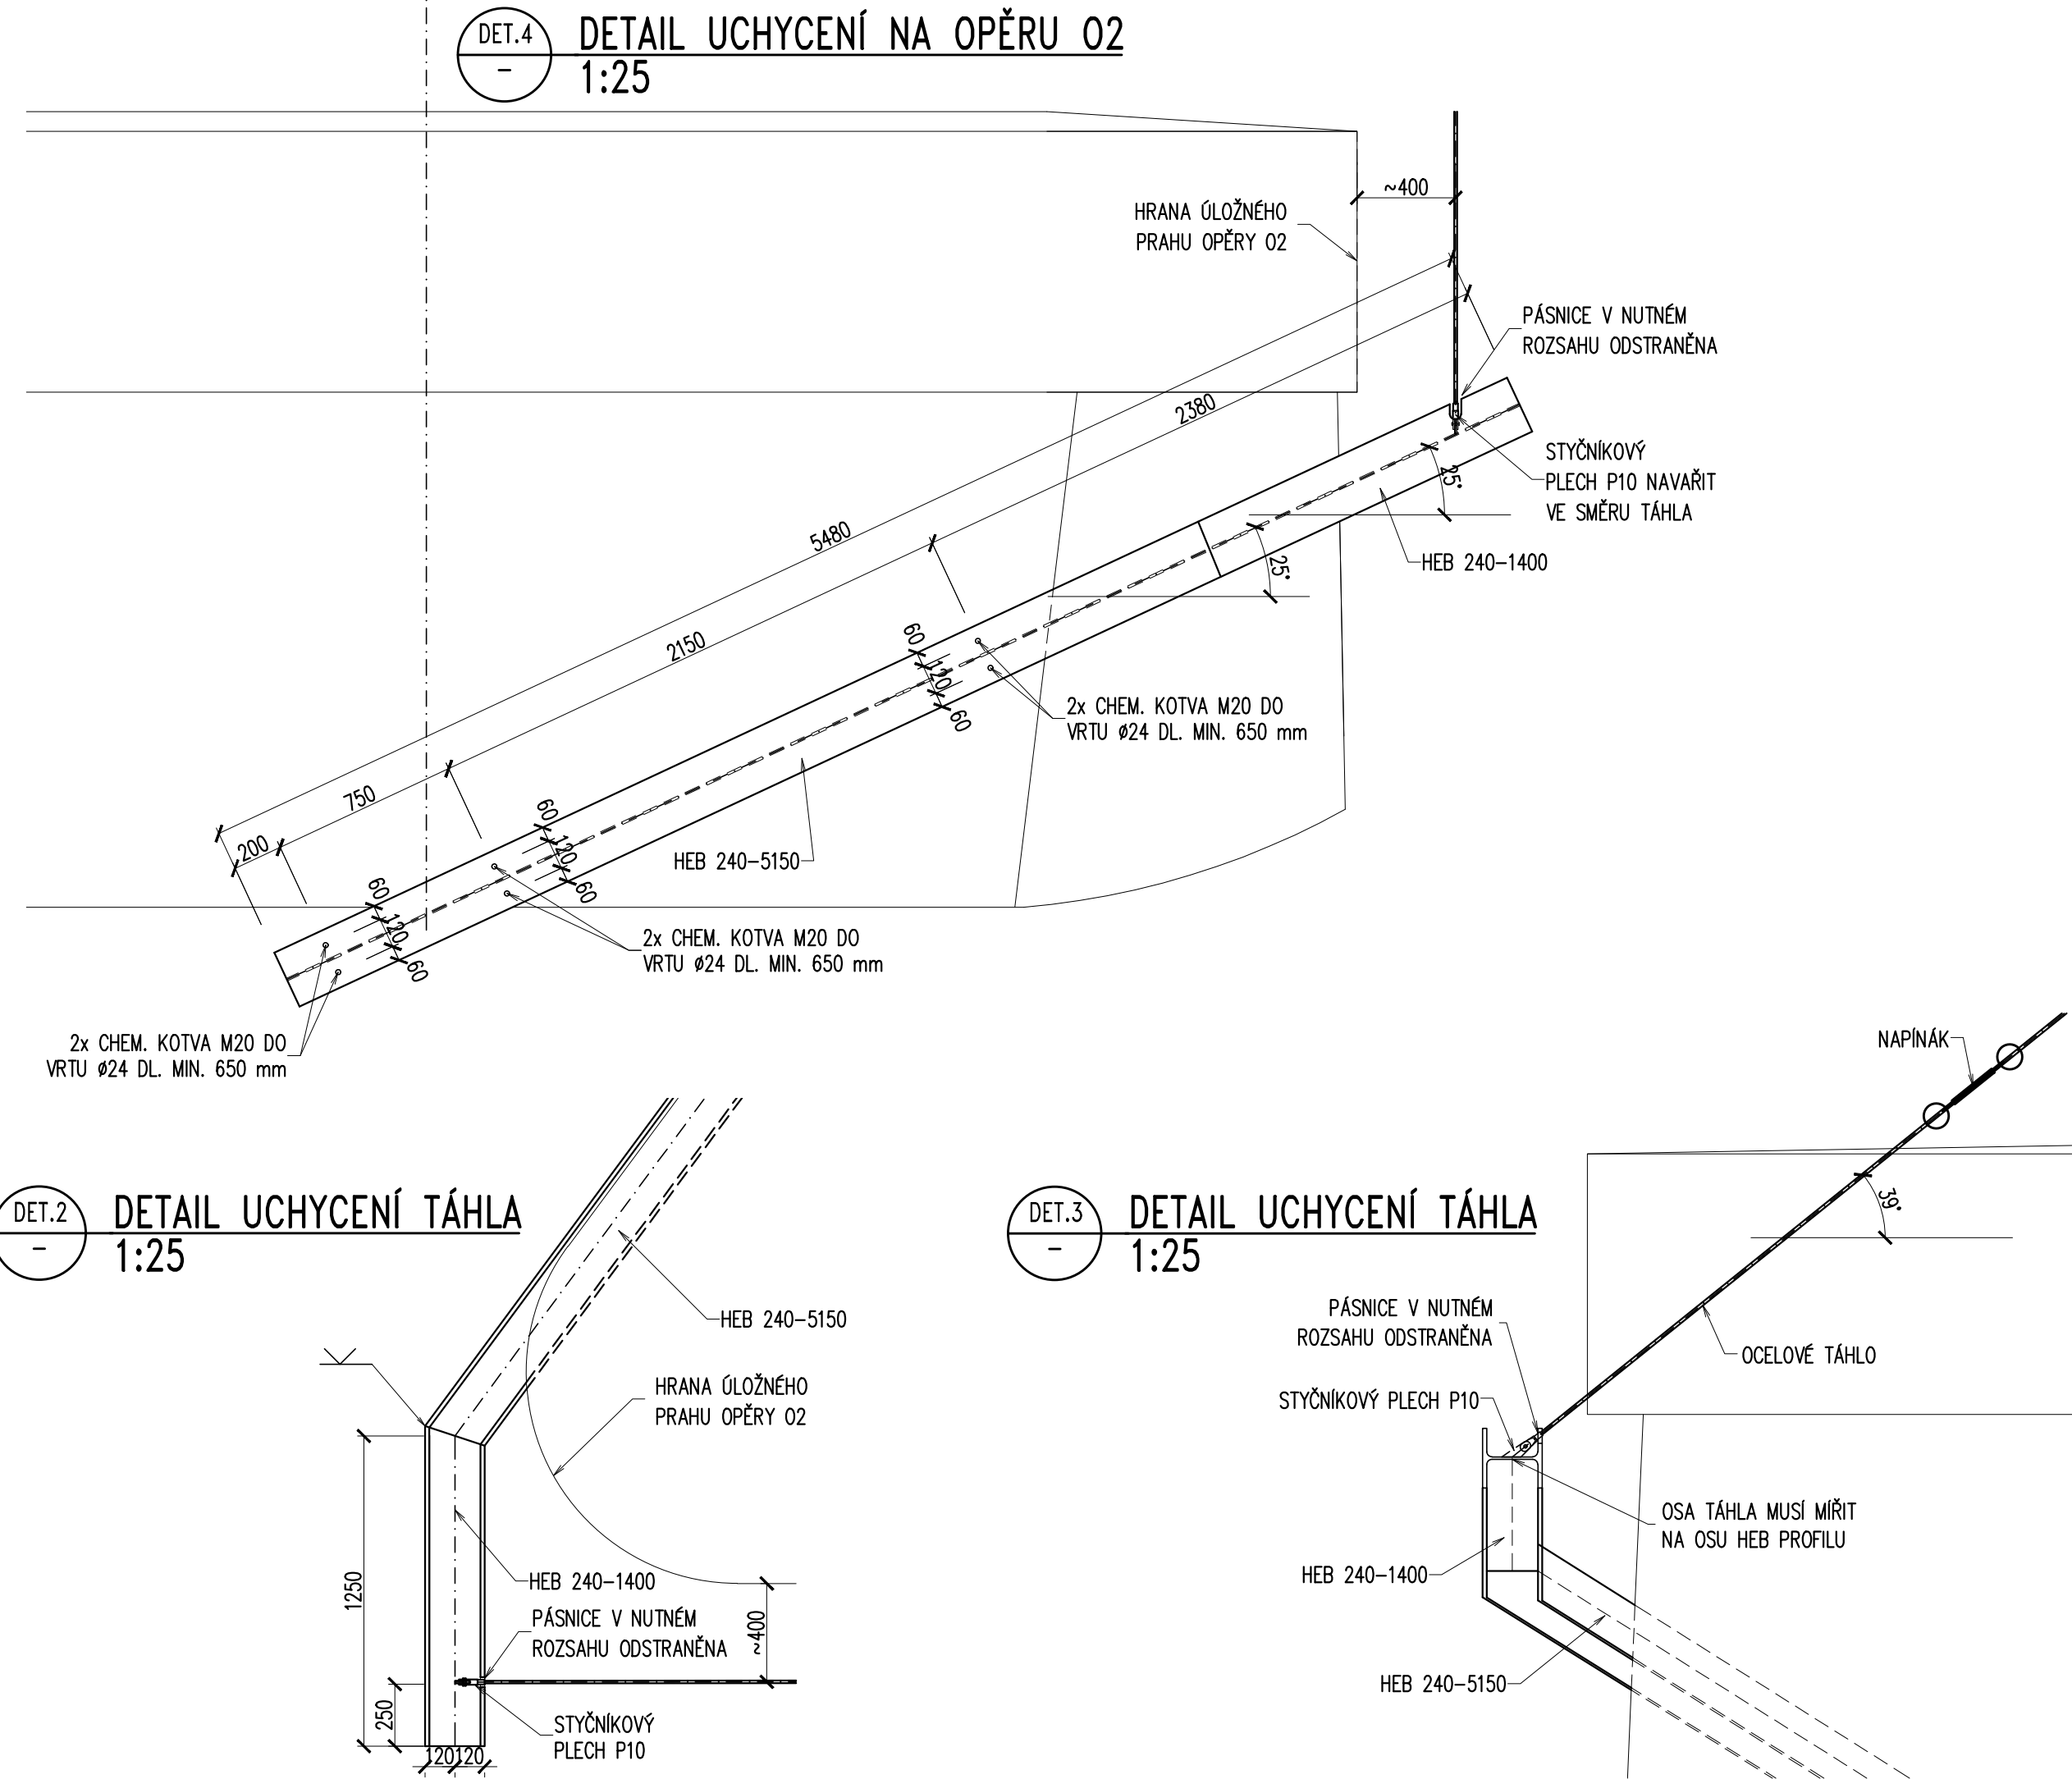 DET.4
-
DETAIL UCHYCENÍ NA OPĚRU O2
1:25
~400
HRANA ÚLOŽNÉHO
PRAHU OPĚRY O2
PÁSNICE V NUTNÉM
ROZSAHU ODSTRANĚNA
2380
STYČNÍKOVÝ
PLECH P10 NAVAŘIT
VE SMĚRU TÁHLA
25°
HEB 240-1400
25°
5480
2150
60
120
60
2x CHEM. KOTVA M20 DO
VRTU ø24 DL. MIN. 650 mm
750
200
60
120
60
HEB 240-5150
60
120
60
2x CHEM. KOTVA M20 DO
VRTU ø24 DL. MIN. 650 mm
2x CHEM. KOTVA M20 DO
VRTU ø24 DL. MIN. 650 mm
DET.2
-
DETAIL UCHYCENÍ TÁHLA
1:25
HEB 240-5150
HRANA ÚLOŽNÉHO
PRAHU OPĚRY O2
1250
HEB 240-1400
PÁSNICE V NUTNÉM
ROZSAHU ODSTRANĚNA
~400
250
STYČNÍKOVÝ
PLECH P10
120
120
DET.3
-
DETAIL UCHYCENÍ TÁHLA
1:25
NAPÍNÁK
39°
PÁSNICE V NUTNÉM
ROZSAHU ODSTRANĚNA
OCELOVÉ TÁHLO
STYČNÍKOVÝ PLECH P10
OSA TÁHLA MUSÍ MÍŘIT
NA OSU HEB PROFILU
HEB 240-1400
HEB 240-5150